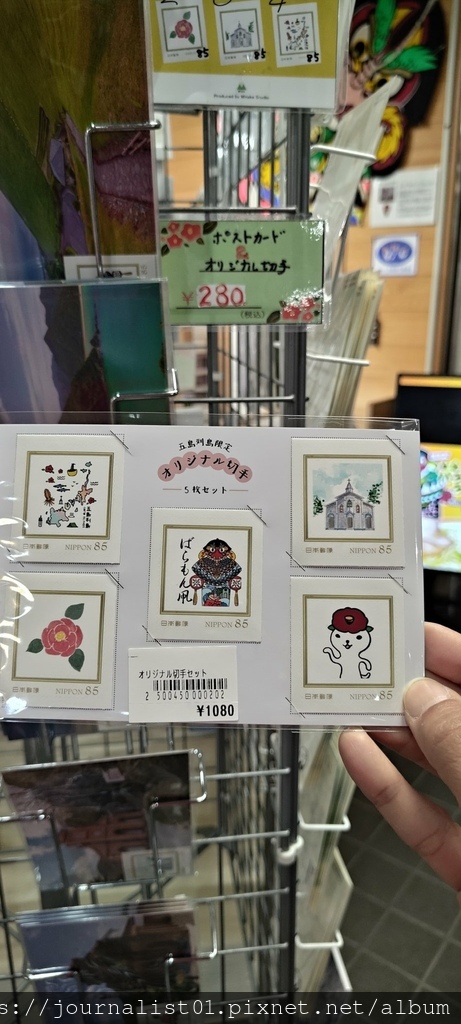 85
85
85
Produced by Mitake Studio
ポストカード
&
オリジナル切手
¥280
(税込)
五島列島限定
オリジナル切手
5枚セット
日本郵便 NIPPON 85
日本郵便 NIPPON 85
ばらもん凧
日本郵便 NIPPON 85
日本郵便 NIPPON 85
日本郵便 NIPPON 85
オリジナル切手セット
2 500450 000202
¥1080
s://journalist01.pixnet.net/album